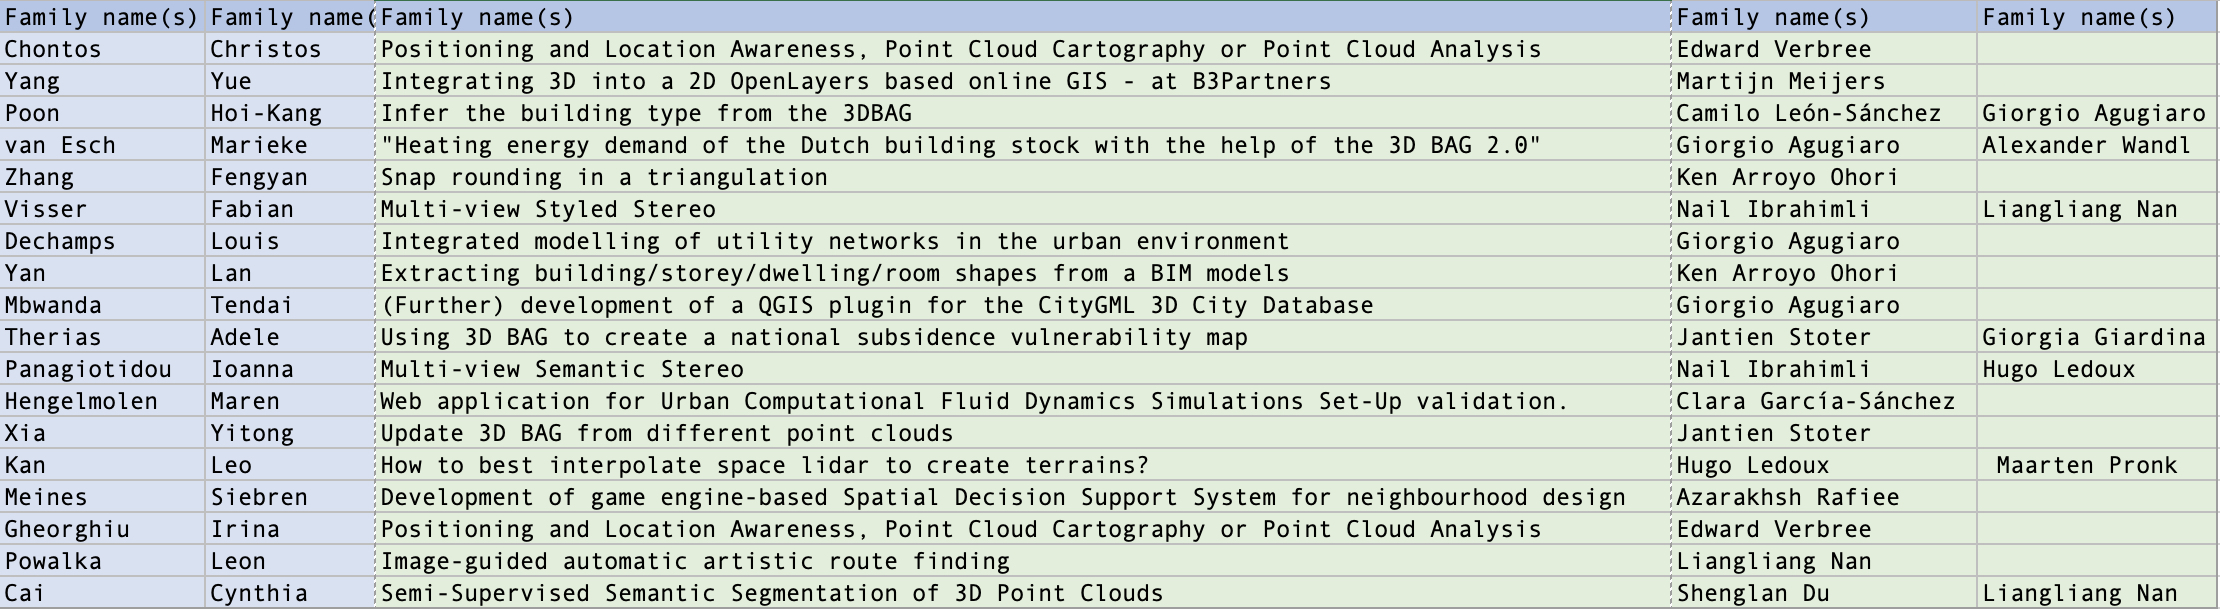 Family name(s) Family name( Family name(s) Family name(s) Family name(s)
Chontos Christos Positioning and Location Awareness, Point Cloud Cartography or Point Cloud Analysis Edward Verbree
Yang Yue Integrating 3D into a 2D OpenLayers based online GIS - at B3Partners Martijn Meijers
Poon Hoi-Kang Infer the building type from the 3DBAG Camilo León-Sánchez Giorgio Agugiaro
van Esch Marieke "Heating energy demand of the Dutch building stock with the help of the 3D BAG 2.0" Giorgio Agugiaro Alexander Wandl
Zhang Fengyan Snap rounding in a triangulation Ken Arroyo Ohori
Visser Fabian Multi-view Styled Stereo Nail Ibrahimli Liangliang Nan
Dechamps Louis Integrated modelling of utility networks in the urban environment Giorgio Agugiaro
Yan Lan Extracting building/storey/dwelling/room shapes from a BIM models Ken Arroyo Ohori
Mbwanda Tendai (Further) development of a QGIS plugin for the CityGML 3D City Database Giorgio Agugiaro
Therias Adele Using 3D BAG to create a national subsidence vulnerability map Jantien Stoter Giorgia Giardina
Panagiotidou Ioanna Multi-view Semantic Stereo Nail Ibrahimli Hugo Ledoux
Hengelmolen Maren Web application for Urban Computational Fluid Dynamics Simulations Set-Up validation. Clara García-Sánchez
Xia Yitong Update 3D BAG from different point clouds Jantien Stoter
Kan Leo How to best interpolate space lidar to create terrains? Hugo Ledoux Maarten Pronk
Meines Siebren Development of game engine-based Spatial Decision Support System for neighbourhood design Azarakhsh Rafiee
Gheorghiu Irina Positioning and Location Awareness, Point Cloud Cartography or Point Cloud Analysis Edward Verbree
Powalka Leon Image-guided automatic artistic route finding Liangliang Nan
Cai Cynthia Semi-Supervised Semantic Segmentation of 3D Point Clouds Shenglan Du Liangliang Nan